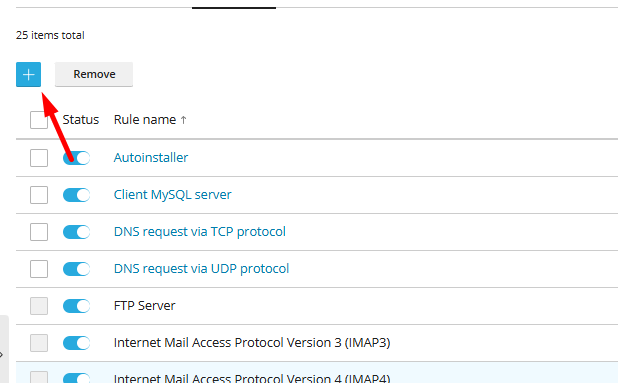 25 items total
+ Remove
Status Rule name ↑
Autoinstaller
Client MySQL server
DNS request via TCP protocol
DNS request via UDP protocol
FTP Server
Internet Mail Access Protocol Version 3 (IMAP3)
Internet Mail Access Protocol Version 4 (IMAP4)